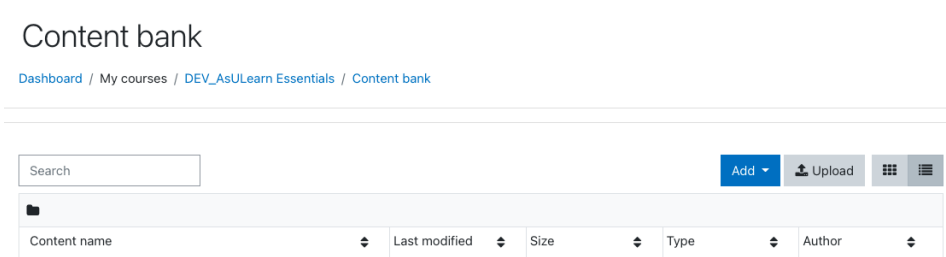 Content bank
Dashboard / My courses / DEV_AsULearn Essentials / Content bank
Search
Add
Upload
Content name
Last modified
Size
Type
Author